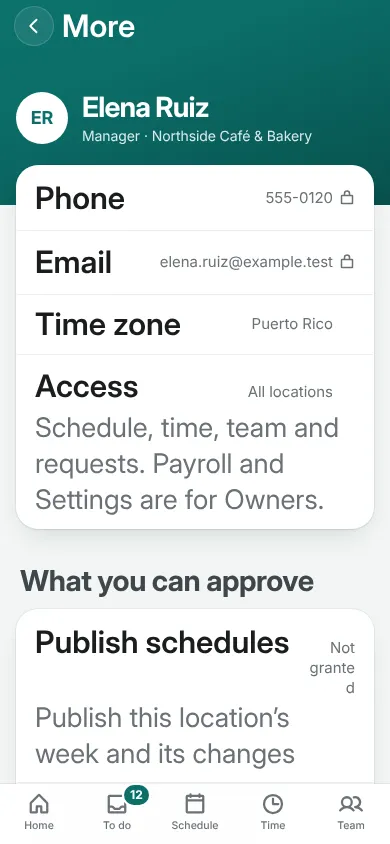 More
ER
Elena Ruiz
Manager · Northside Café & Bakery
Phone
555-0120
Email
elena.ruiz@example.test
Time zone
Puerto Rico
Access
All locations
Schedule, time, team and
requests. Payroll and
Settings are for Owners.
What you can approve
Publish schedules
Not
grante
d
Publish this location’s
week and its changes
12
Home
To do
Schedule
Time
Team